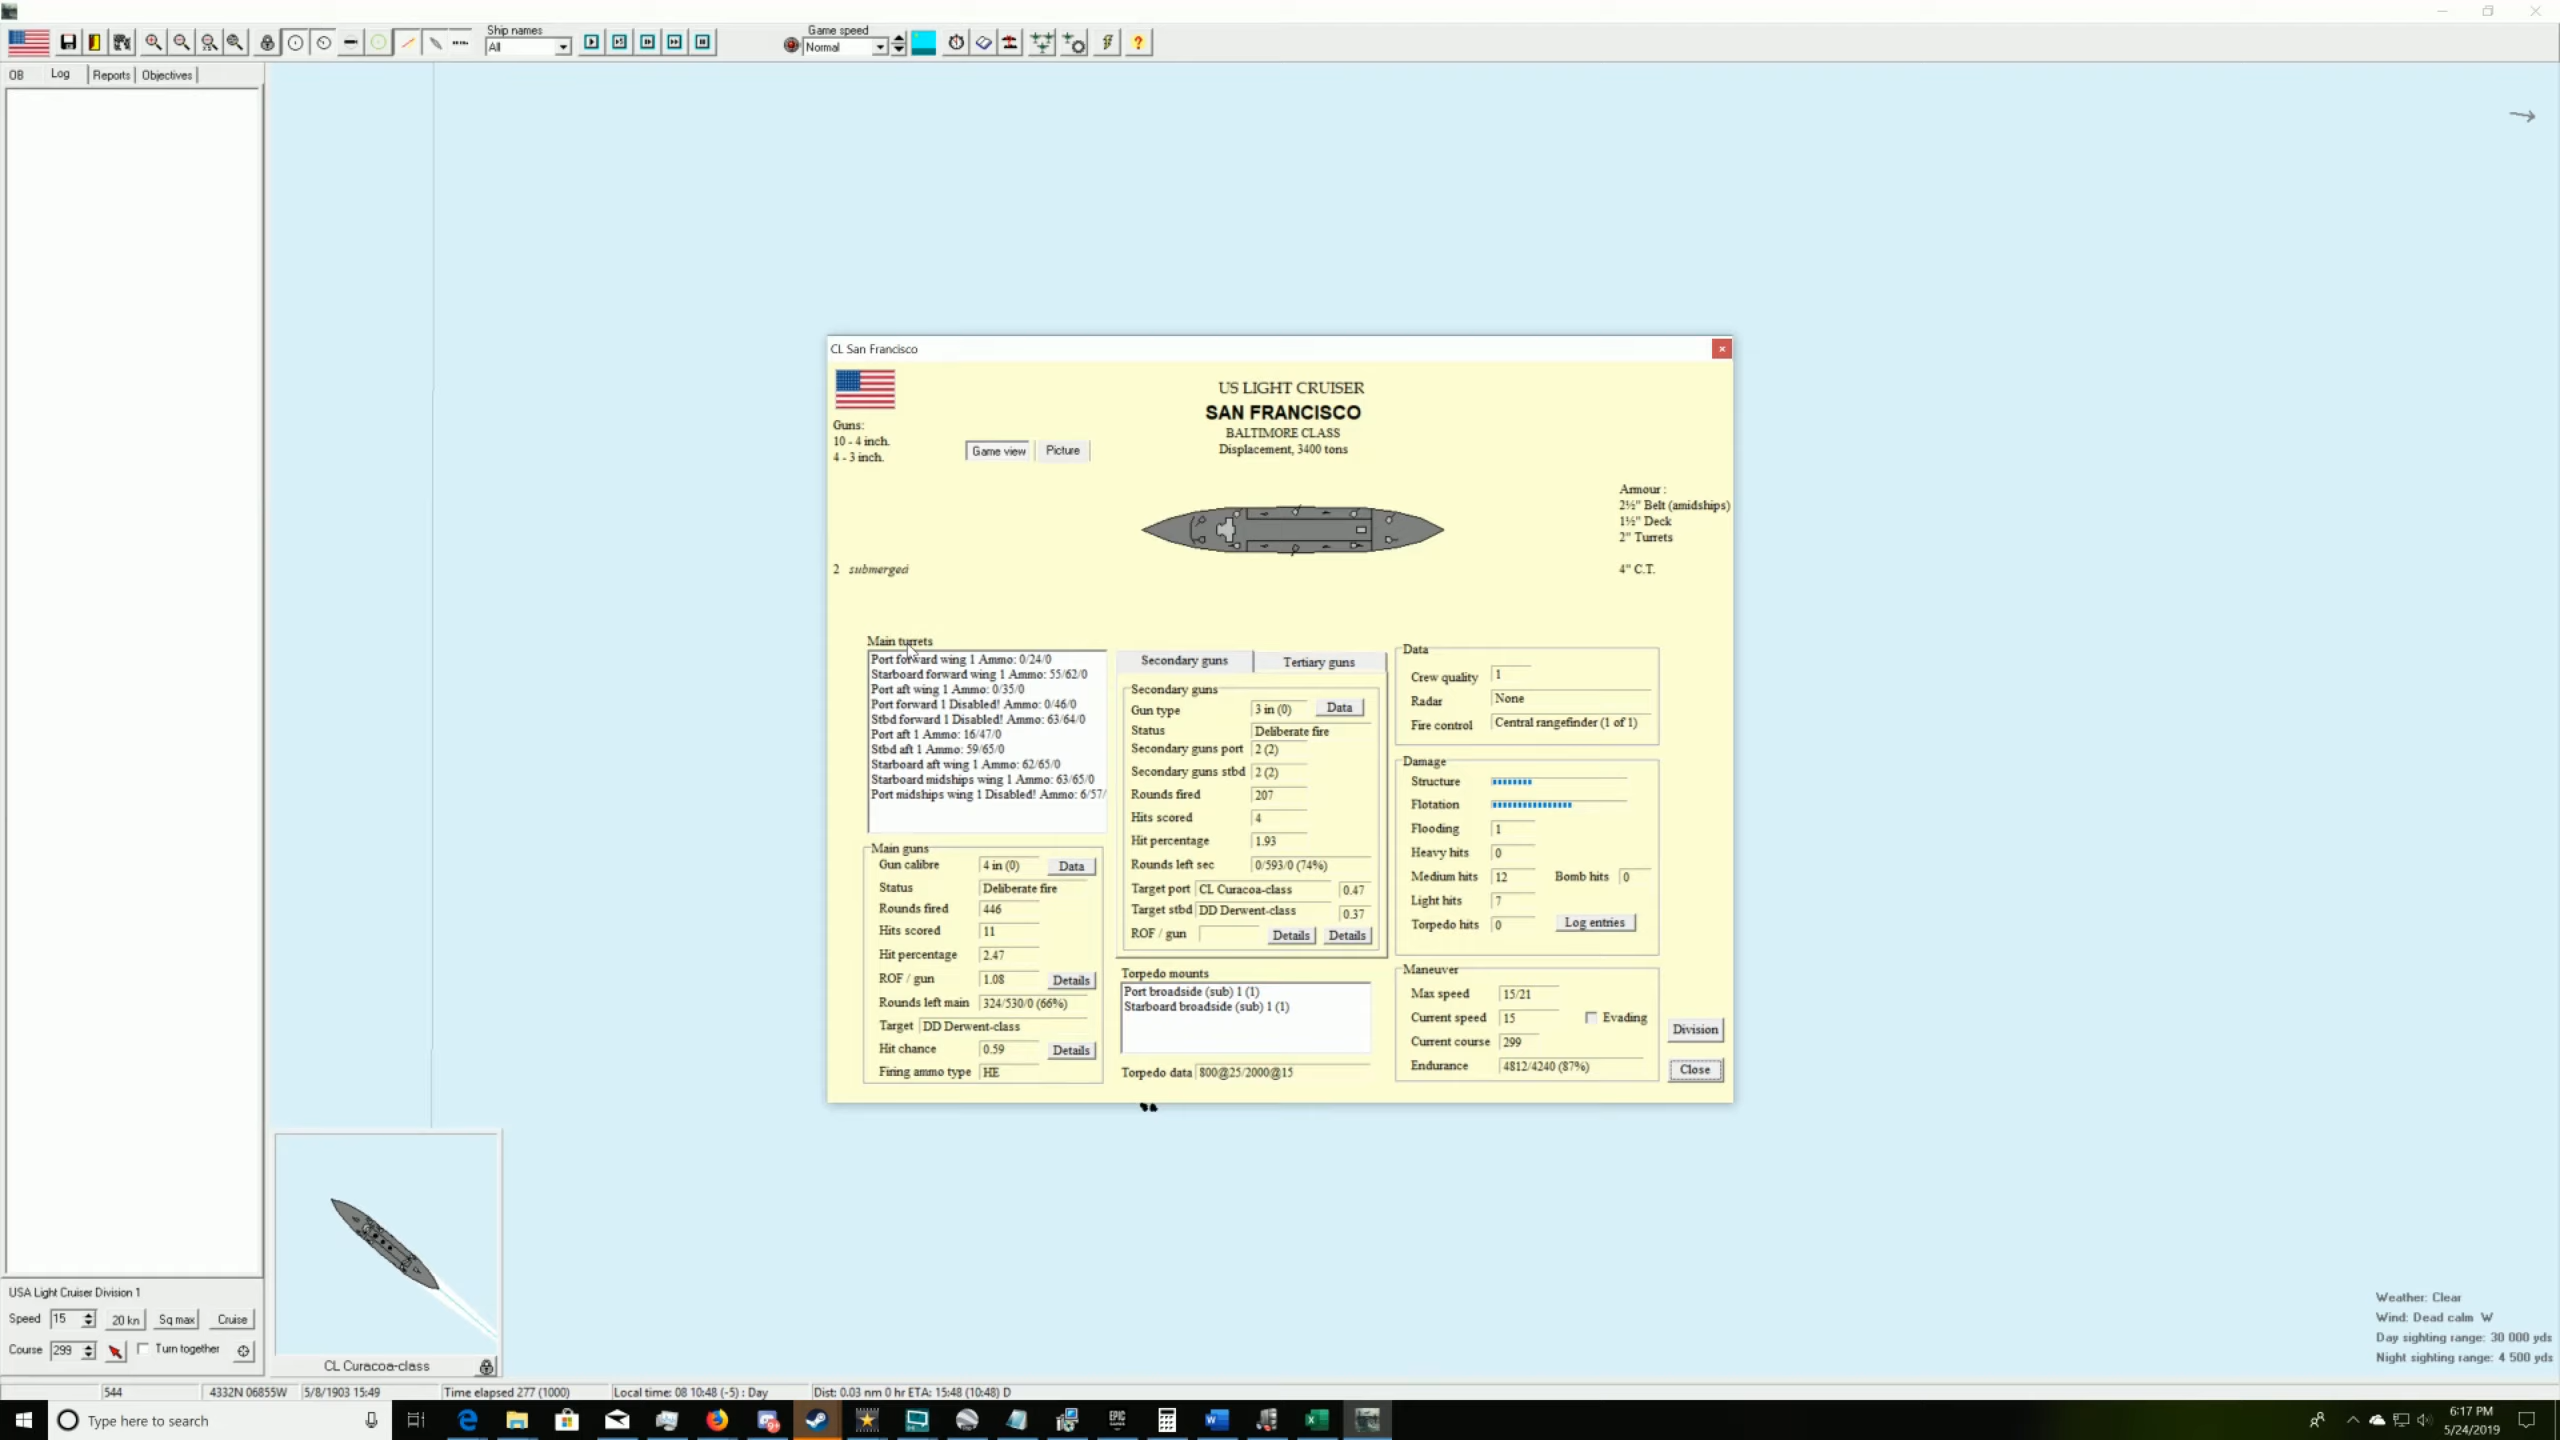 Ship names
Game speed
All
Normal
OB
Log
Reports
Objectives
CL San Francisco
US LIGHT CRUISER
SAN FRANCISCO
BALTIMORE CLASS
Displacement, 3400 tons
Guns:
10 - 4 inch.
4 - 3 inch.
Game view
Picture
Armour :
2½" Belt (amidships)
1½" Deck
2" Turrets
4" C.T.
2 submerged
Main turrets
Port forward wing 1 Ammo: 0/24/0
Starboard forward wing 1 Ammo: 55/62/0
Port aft wing 1 Ammo: 0/35/0
Port forward 1 Disabled! Ammo: 0/46/0
Stbd forward 1 Disabled! Ammo: 63/64/0
Port aft 1 Ammo: 16/47/0
Stbd aft 1 Ammo: 59/65/0
Starboard aft wing 1 Ammo: 62/65/0
Starboard midships wing 1 Ammo: 63/65/0
Port midships wing 1 Disabled! Ammo: 6/57/
Main guns
Gun calibre 4 in (0) Data
Status Deliberate fire
Rounds fired 446
Hits scored 11
Hit percentage 2.47
ROF / gun 1.08 Details
Rounds left main 324/530/0 (66%)
Target DD Derwent-class
Hit chance 0.59 Details
Firing ammo type HE
Secondary guns
Tertiary guns
Secondary guns
Gun type 3 in (0) Data
Status Deliberate fire
Secondary guns port 2 (2)
Secondary guns stbd 2 (2)
Rounds fired 207
Hits scored 4
Hit percentage 1.93
Rounds left sec 0/593/0 (74%)
Target port CL Curacoa-class 0.47
Target stbd DD Derwent-class 0.37
ROF / gun Details Details
Torpedo mounts
Port broadside (sub) 1 (1)
Starboard broadside (sub) 1 (1)
Torpedo data 800@25/2000@15
Data
Crew quality 1
Radar None
Fire control Central rangefinder (1 of 1)
Damage
Structure
Flotation
Flooding 1
Heavy hits 0
Medium hits 12 Bomb hits 0
Light hits 7
Torpedo hits 0 Log entries
Maneuver
Max speed 15/21
Current speed 15 Evading
Current course 299
Endurance 4812/4240 (87%)
Division
Close
CL Curacoa-class
USA Light Cruiser Division 1
Speed 15 20 kn Sq max Cruise
Course 299 Turn together
Weather: Clear
Wind: Dead calm W
Day sighting range: 30 000 yds
Night sighting range: 4 500 yds
544 4332N 06855W 5/8/1903 15:49 Time elapsed 277 (1000) Local time: 08 10:48 (-5) : Day Dist: 0.03 nm 0 hr ETA: 15:48 (10:48) D
Type here to search
EPIC
6:17 PM
5/24/2019